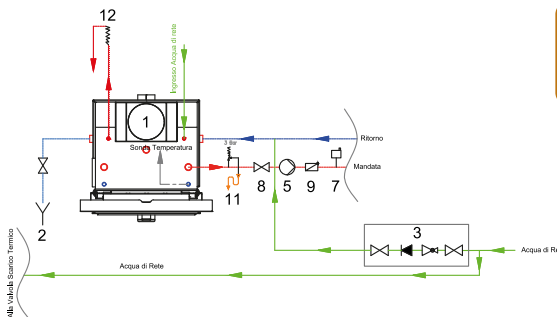 12
Ingresso Acqua di rete
1
Sonda Temperatura
3 Bar
Ritorno
Mandata
11
8
5
9
7
2
3
Acqua di Re
Acqua di Rete
Alla Valvola Scarico Termico